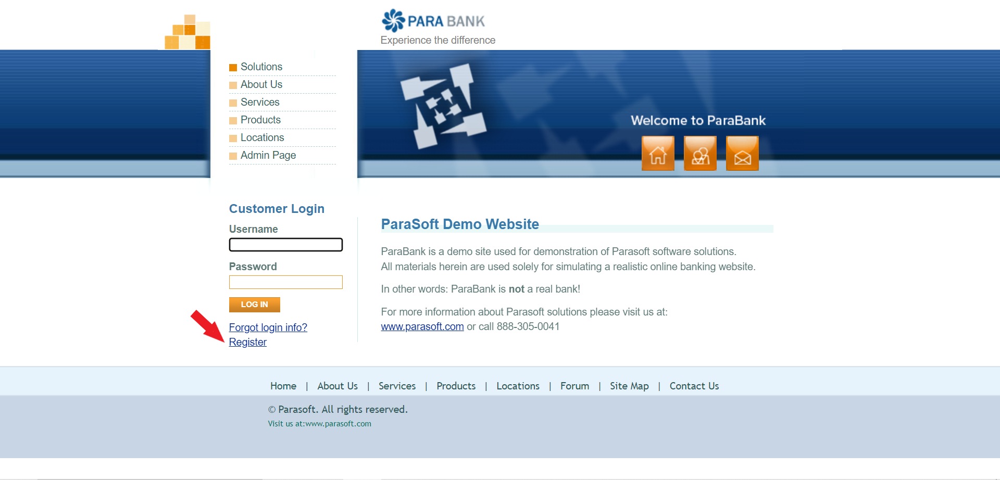 PARA BANK
Experience the difference
Solutions
About Us
Services
Products
Locations
Admin Page
Welcome to ParaBank
Customer Login
Username
Password
LOG IN
Forgot login info?
Register
ParaSoft Demo Website
ParaBank is a demo site used for demonstration of Parasoft software solutions.
All materials herein are used solely for simulating a realistic online banking website.
In other words: ParaBank is not a real bank!
For more information about Parasoft solutions please visit us at:
www.parasoft.com or call 888-305-0041
Home | About Us | Services | Products | Locations | Forum | Site Map | Contact Us
© Parasoft. All rights reserved.
Visit us at:www.parasoft.com